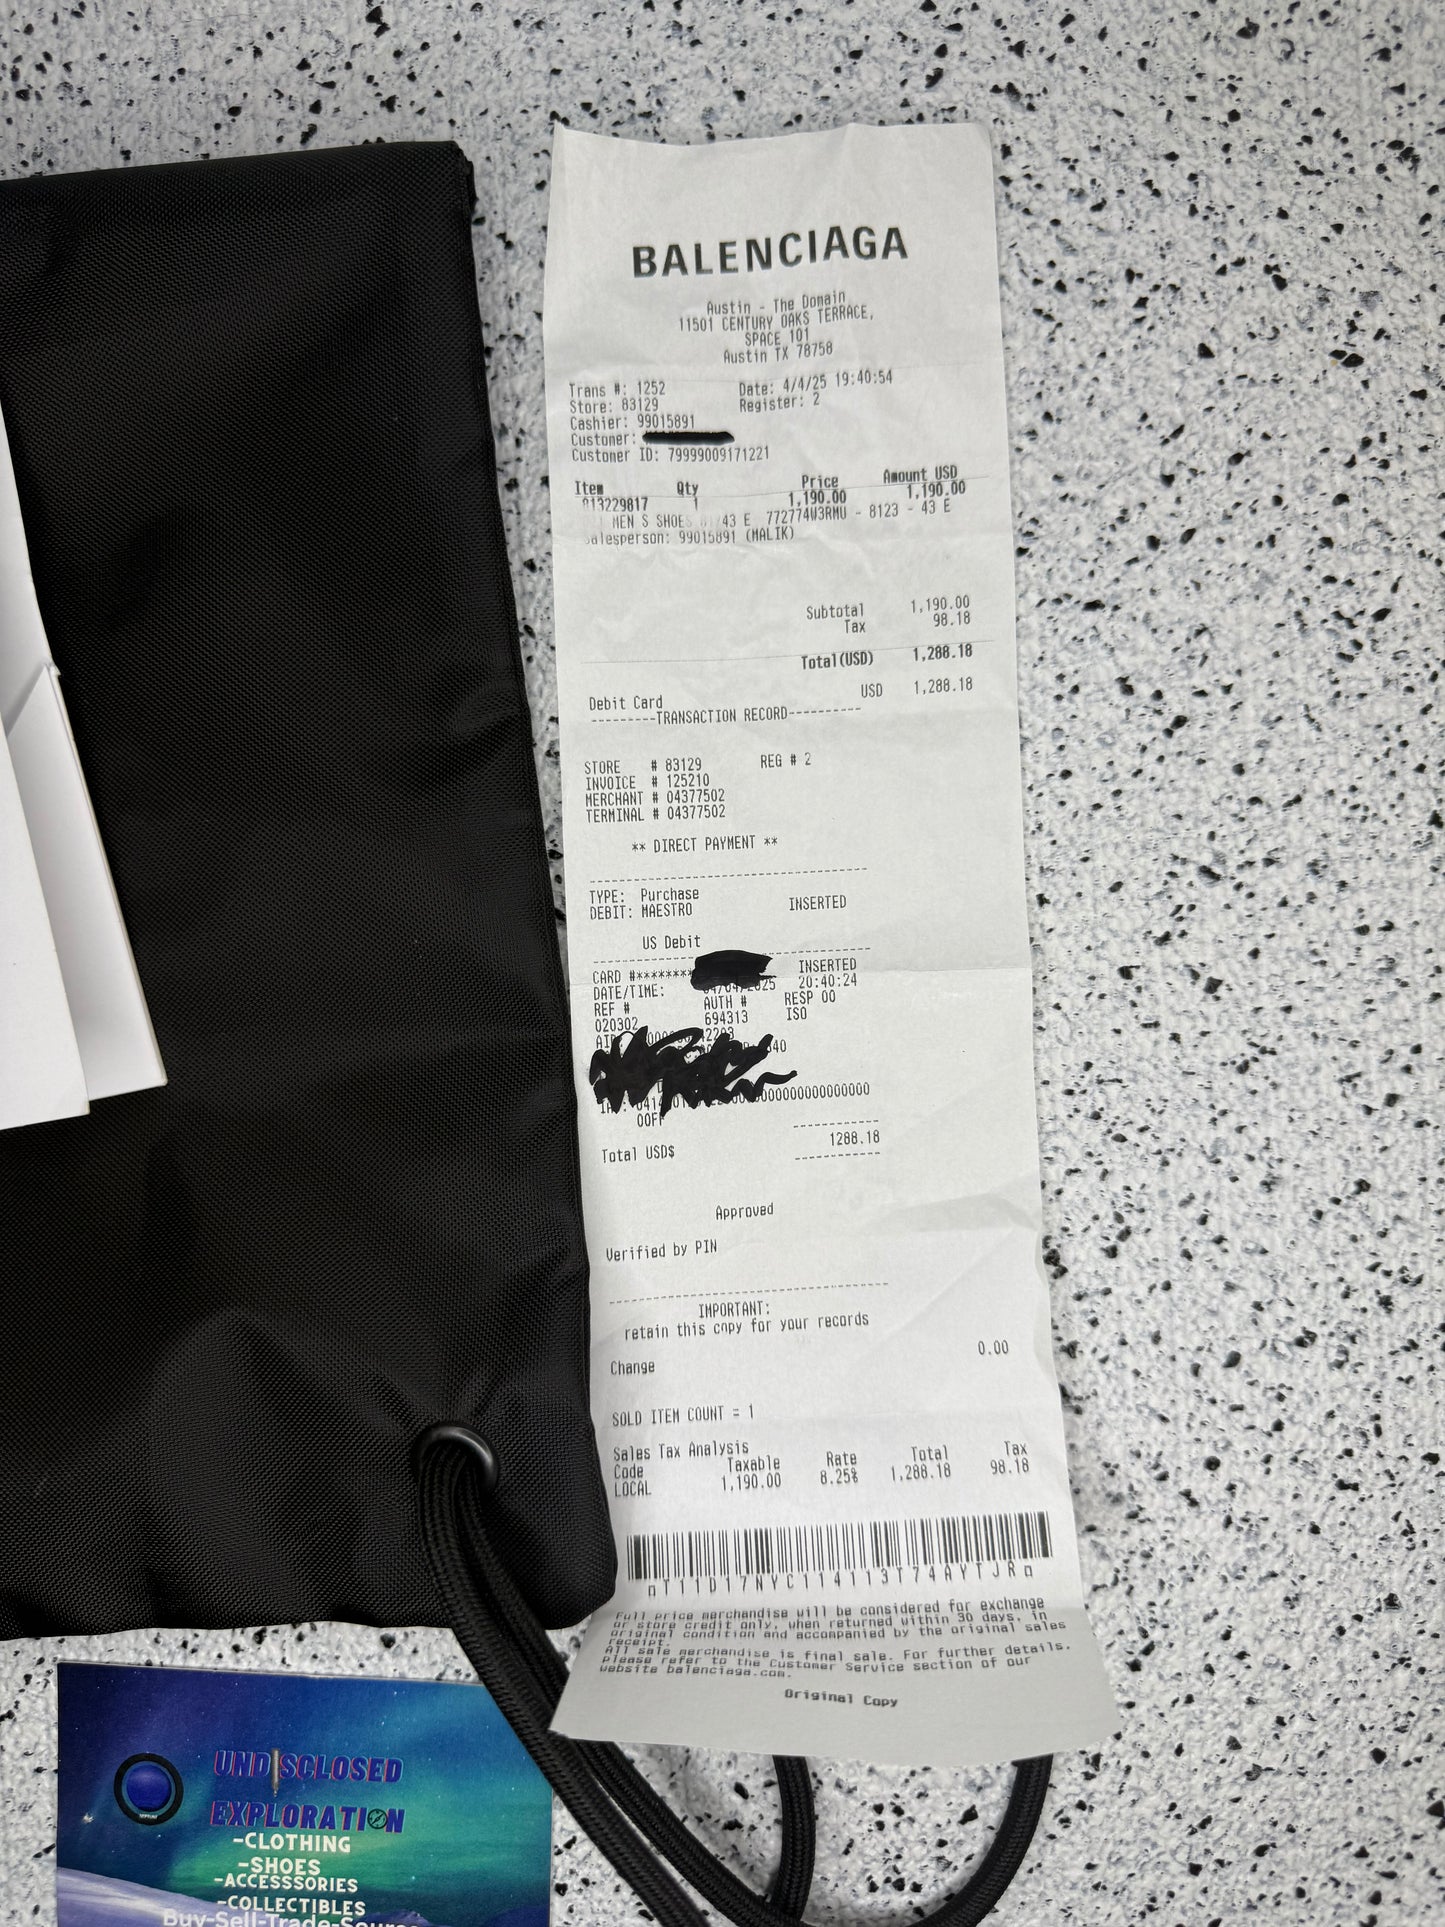 BALENCIAGA
Austin - The Domain
11501 CENTURY OAKS TERRACE,
SPACE 101
Austin TX 78758
Trans #: 1252 Date: 4/4/25 19:40:54
Store: 83129 Register: 2
Cashier: 99015891
Customer:
Customer ID: 79999009171221
Item Qty Price Amount USD
813229817 1 1,190.00 1,190.00
MEN S SHOES 43 E 772774W3RMU - 8123 - 43 E
Salesperson: 99015891 (MALIK)
Subtotal 1,190.00
Tax 98.18
Total(USD) 1,288.18
Debit Card USD 1,288.18
---------TRANSACTION RECORD----------
STORE # 83129 REG # 2
INVOICE # 125210
MERCHANT # 04377502
TERMINAL # 04377502
** DIRECT PAYMENT **
TYPE: Purchase
DEBIT: MAESTRO INSERTED
US Debit
CARD #******** INSERTED
DATE/TIME: 04/04/2025 20:40:24
REF # AUTH # RESP 00
020302 694313 ISO
00FF
Total USD$ 1288.18
Approved
Verified by PIN
IMPORTANT:
retain this copy for your records
Change 0.00
SOLD ITEM COUNT = 1
Sales Tax Analysis
Code Taxable Rate Total Tax
LOCAL 1,190.00 8.25% 1,288.18 98.18
T11D17NYC114113T74AYTJR
Full price merchandise will be considered for exchange
or store credit only, when returned within 30 days, in
original condition and accompanied by the original sales
receipt.
All sale merchandise is final sale. For further details,
please refer to the Customer Service section of our
website balenciaga.com.
Original Copy
UNDISCLOSED
EXPLORATION
-CLOTHING
-SHOES
-ACCESSSORIES
-COLLECTIBLES
Buy-Sell-Trade-Source